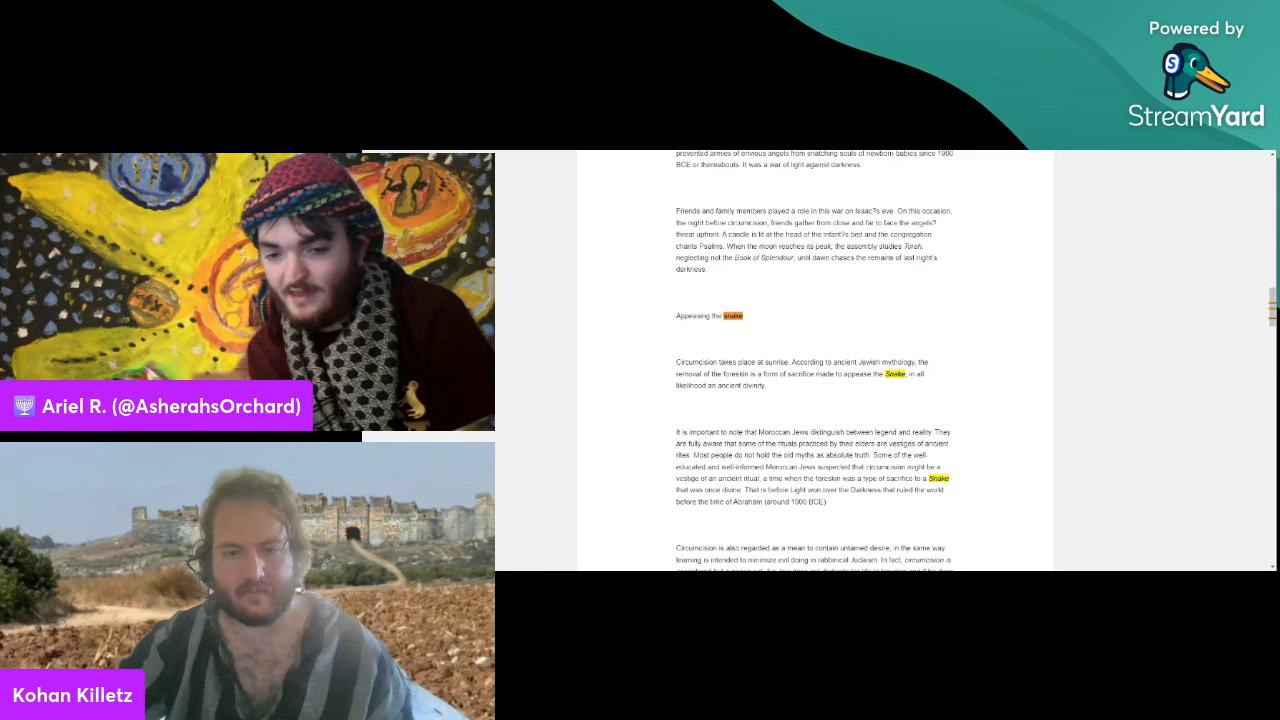 Powered by
StreamYard
prevented armies of envious angels from snatching souls of newborn babies since 1900
BCE or thereabouts. It was a war of light against darkness.
Friends and family members played a role in this war on Isaac?s eve. On this occasion,
the night before circumcision, friends gather from close and far to face the angels?
threat upfront. A candle is lit at the head of the infant?s bed and the congregation
chants Psalms. When the moon reaches its peak, the assembly studies Torah,
neglecting not the Book of Splendour, until dawn chases the remains of last night's
darkness.
Appeasing the snake
Circumcision takes place at sunrise. According to ancient Jewish mythology, the
removal of the foreskin is a form of sacrifice made to appease the Snake, in all
likelihood an ancient divinity.
It is important to note that Moroccan Jews distinguish between legend and reality. They
are fully aware that some of the rituals practiced by their elders are vestiges of ancient
rites. Most people do not hold the old myths as absolute truth. Some of the well-
educated and well-informed Moroccan Jews suspected that circumcision might be a
vestige of an ancient ritual, a time when the foreskin was a type of sacrifice to a Snake
that was once divine. That is before Light won over the Darkness that ruled the world
before the time of Abraham (around 1900 BCE).
Circumcision is also regarded as a mean to contain untamed desire; in the same way
learning is intended to minimize evil doing in rabbinical Judaism. In fact, circumcision is
Ariel R. (@AsherahsOrchard)
Kohan Killetz